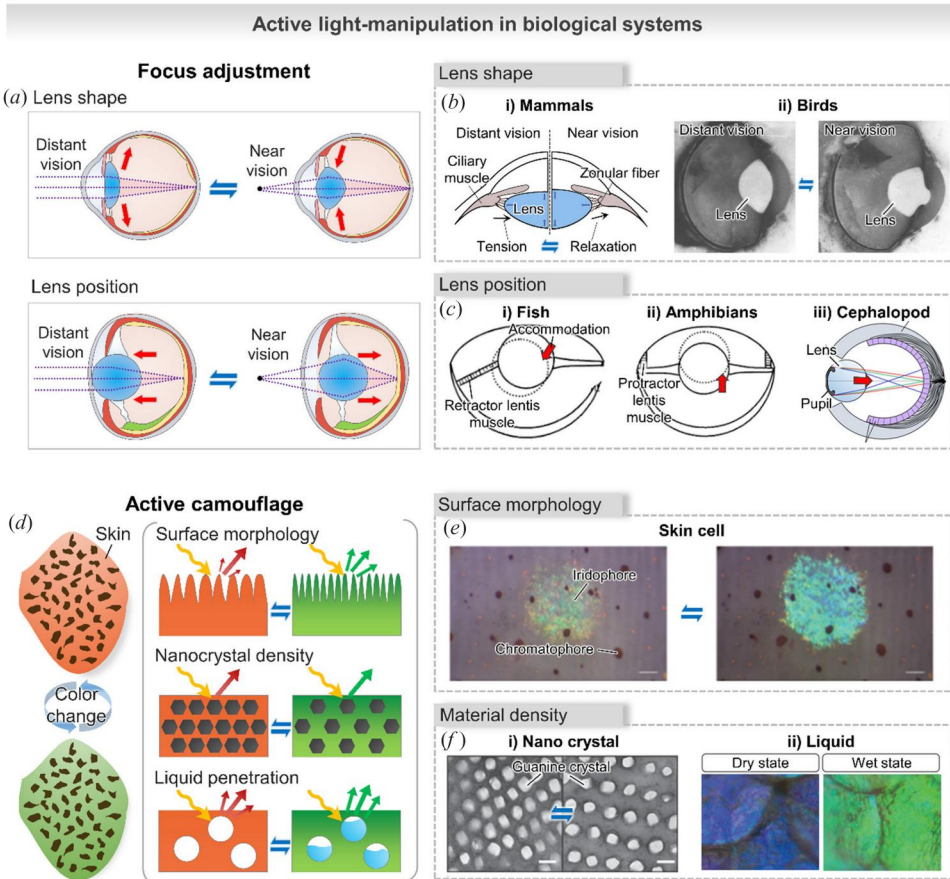 Active light-manipulation in biological systems
Focus adjustment
(a) Lens shape
Distant
vision
Near
vision
Lens position
Distant
vision
Near
vision
Lens shape
(b)
i) Mammals
Distant vision
Near vision
Ciliary
muscle
Zonular fiber
Lens
Tension
Relaxation
ii) Birds
Distant vision
Lens
Near vision
Lens
Lens position
(c)
i) Fish
Accommodation
Retractor lentis
muscle
ii) Amphibians
Protractor
lentis
muscle
iii) Cephalopod
Lens
Pupil
Active camouflage
(d)
Skin
Color
change
Surface morphology
Nanocrystal density
Liquid penetration
Surface morphology
(e)
Skin cell
Iridophore
Chromatophore
Material density
(f)
i) Nano crystal
Guanine crystal
ii) Liquid
Dry state
Wet state